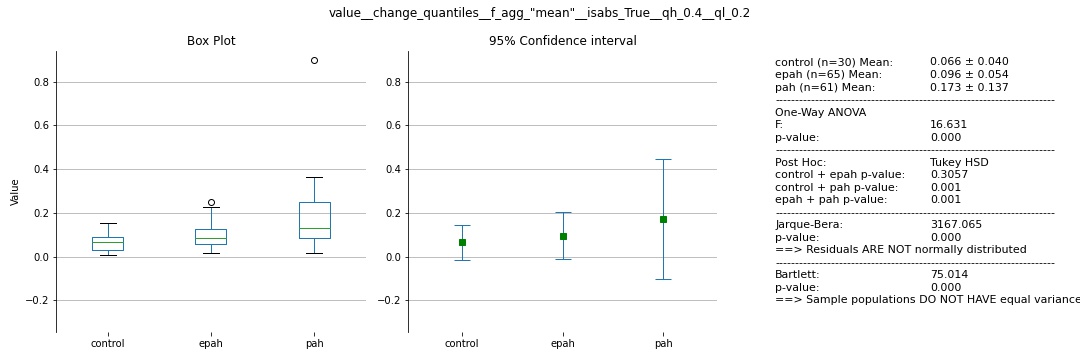 value__change_quantiles__f_agg_"mean"__isabs_True__qh_0.4__ql_0.2
Box Plot
Value
0.8
0.6
0.4
0.2
0.0
−0.2
control
epah
pah
95% Confidence interval
0.8
0.6
0.4
0.2
0.0
−0.2
control
epah
pah
control (n=30) Mean: 0.066 ± 0.040
epah (n=65) Mean: 0.096 ± 0.054
pah (n=61) Mean: 0.173 ± 0.137
One-Way ANOVA
F: 16.631
p-value: 0.000
Post Hoc: Tukey HSD
control + epah p-value: 0.3057
control + pah p-value: 0.001
epah + pah p-value: 0.001
Jarque-Bera: 3167.065
p-value: 0.000
==> Residuals ARE NOT normally distributed
Bartlett: 75.014
p-value: 0.000
==> Sample populations DO NOT HAVE equal variance